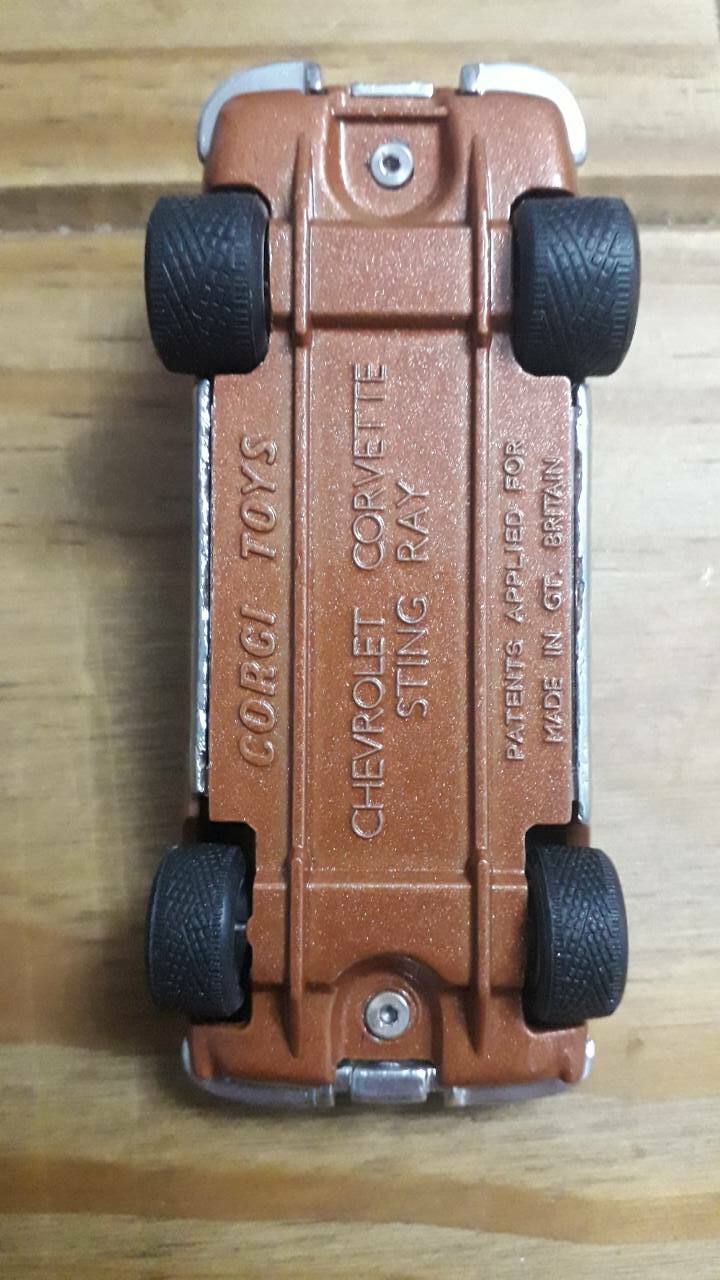 CORGI TOYS
CHEVROLET CORVETTE
STING RAY
PATENTS APPLIED FOR
MADE IN GT. BRITAIN